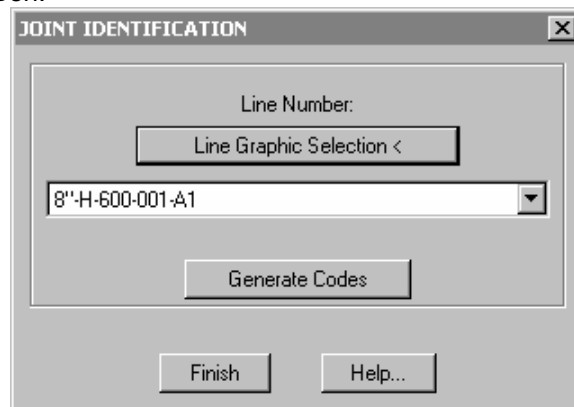 JOINT IDENTIFICATION
Line Number:
Line Graphic Selection <
8"-H-600-001-A1
Generate Codes
Finish Help...